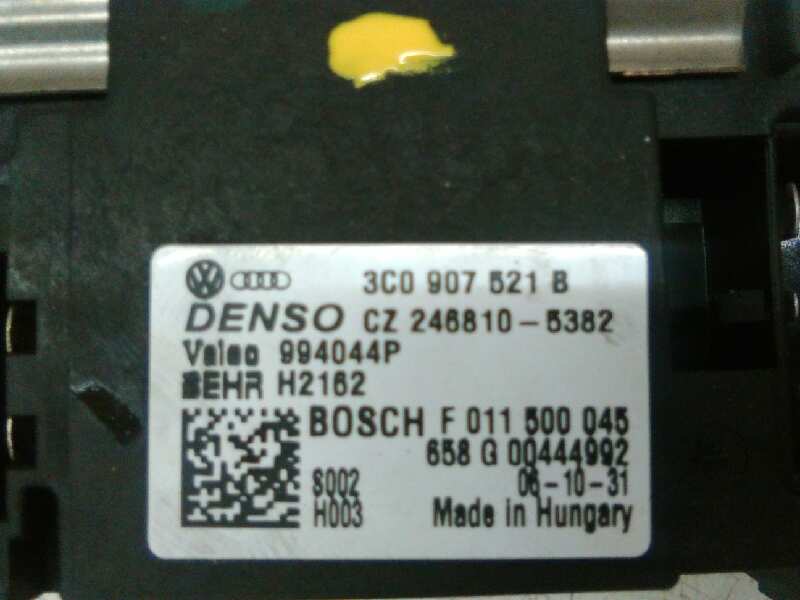 3C0 907 521 B
DENSO CZ 246810-5382
Valeo 994044P
BEHR H2162
BOSCH F 011 500 045
658 G 00444992
S002 06-10-31
H003 Made in Hungary